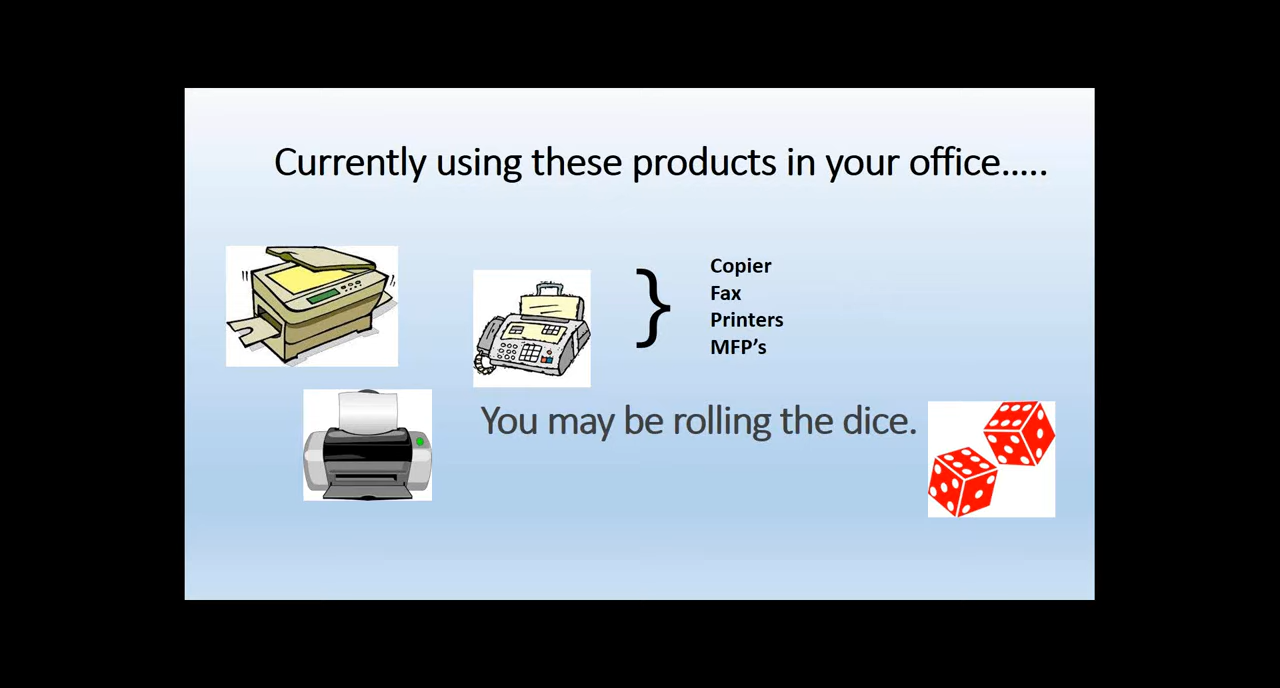 Currently using these products in your office.....
Copier
Fax
Printers
MFP’s
You may be rolling the dice.